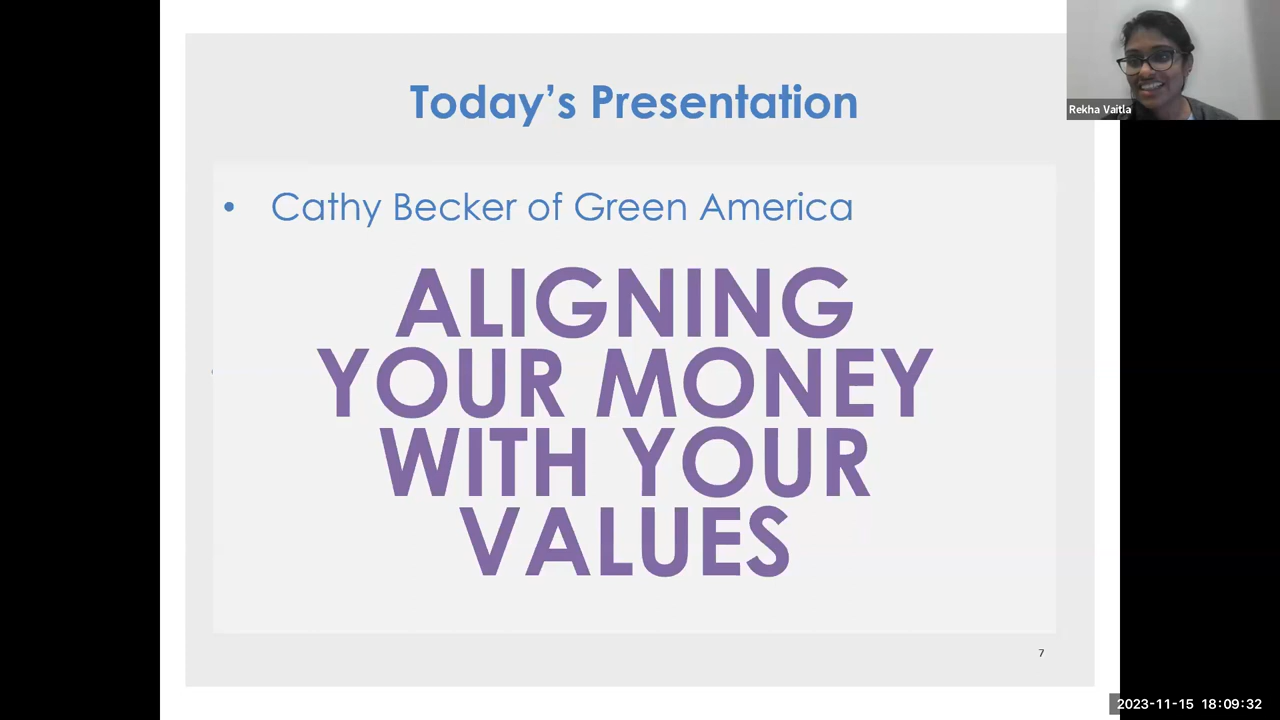 Today’s Presentation
Rekha Vaitla
• Cathy Becker of Green America
ALIGNING
YOUR MONEY
WITH YOUR
VALUES
7
2023-11-15 18:09:32